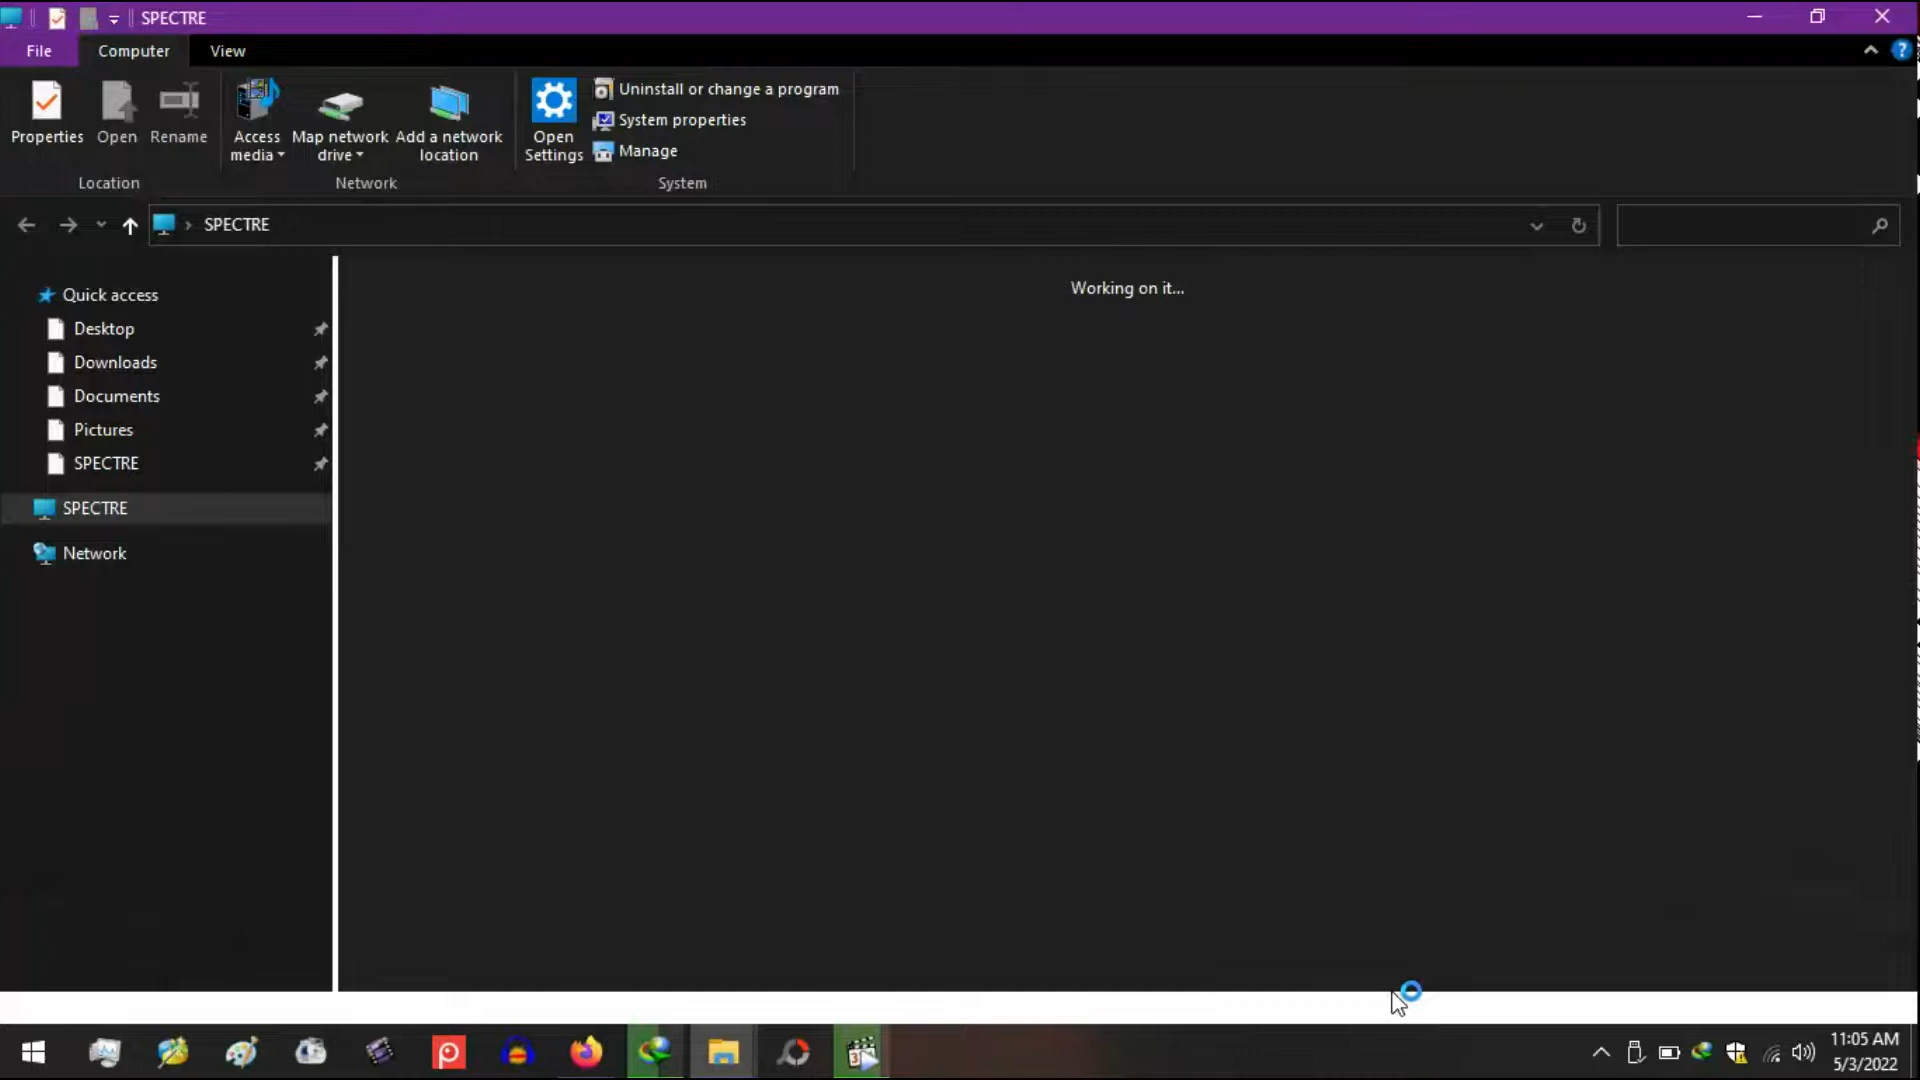 SPECTRE
File Computer View
Properties Open Rename Access media Map network drive Add a network location Open Settings Uninstall or change a program
System properties
Manage
Location Network System
SPECTRE
Working on it...
Quick access
Desktop
Downloads
Documents
Pictures
SPECTRE
SPECTRE
Network
11:05 AM
5/3/2022